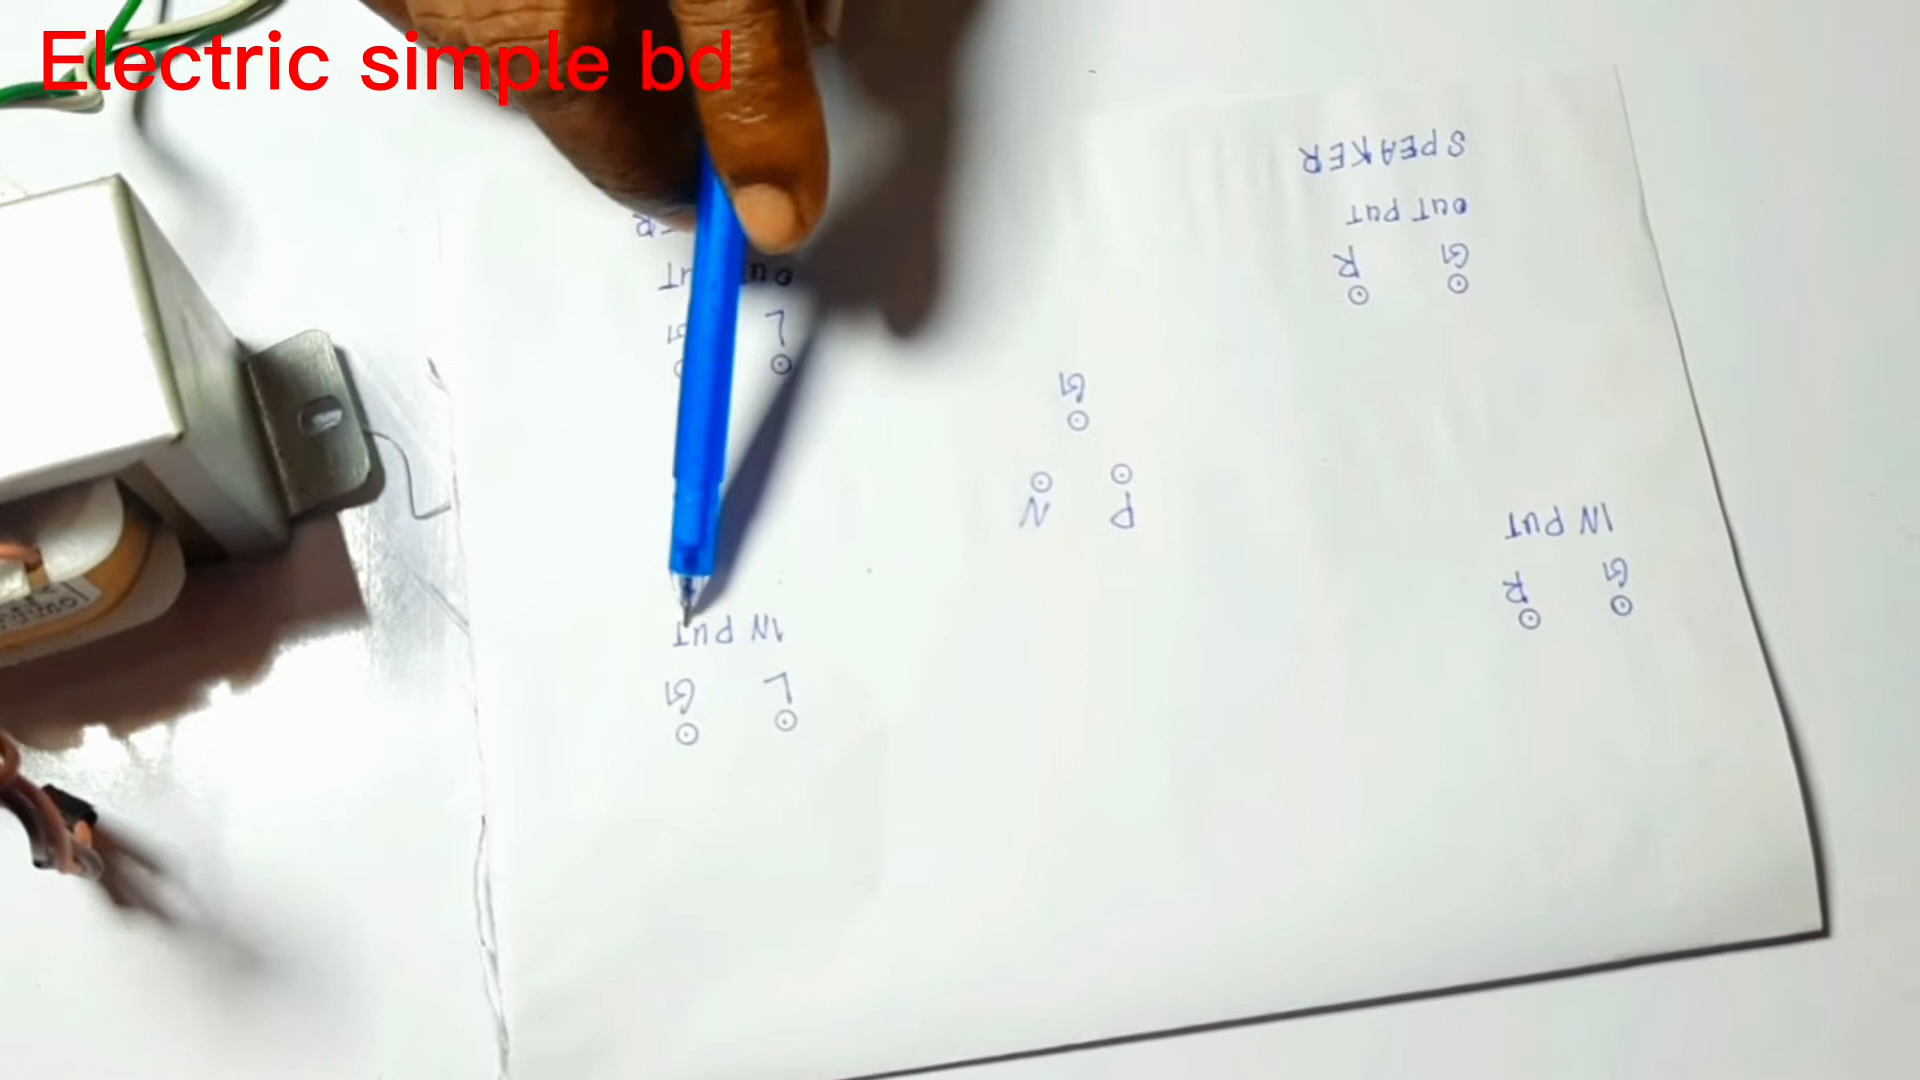 Electric simple bd
SPEAKER
OUT PUT
G R
L
G
P N
IN PUT
G R
IN PUT
L G